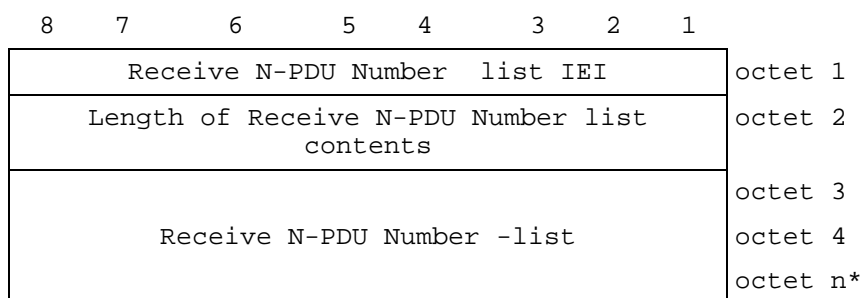 8 7 6 5 4 3 2 1
Receive N-PDU Number list IEI octet 1
Length of Receive N-PDU Number list octet 2
contents
octet 3
Receive N-PDU Number -list octet 4
octet n*